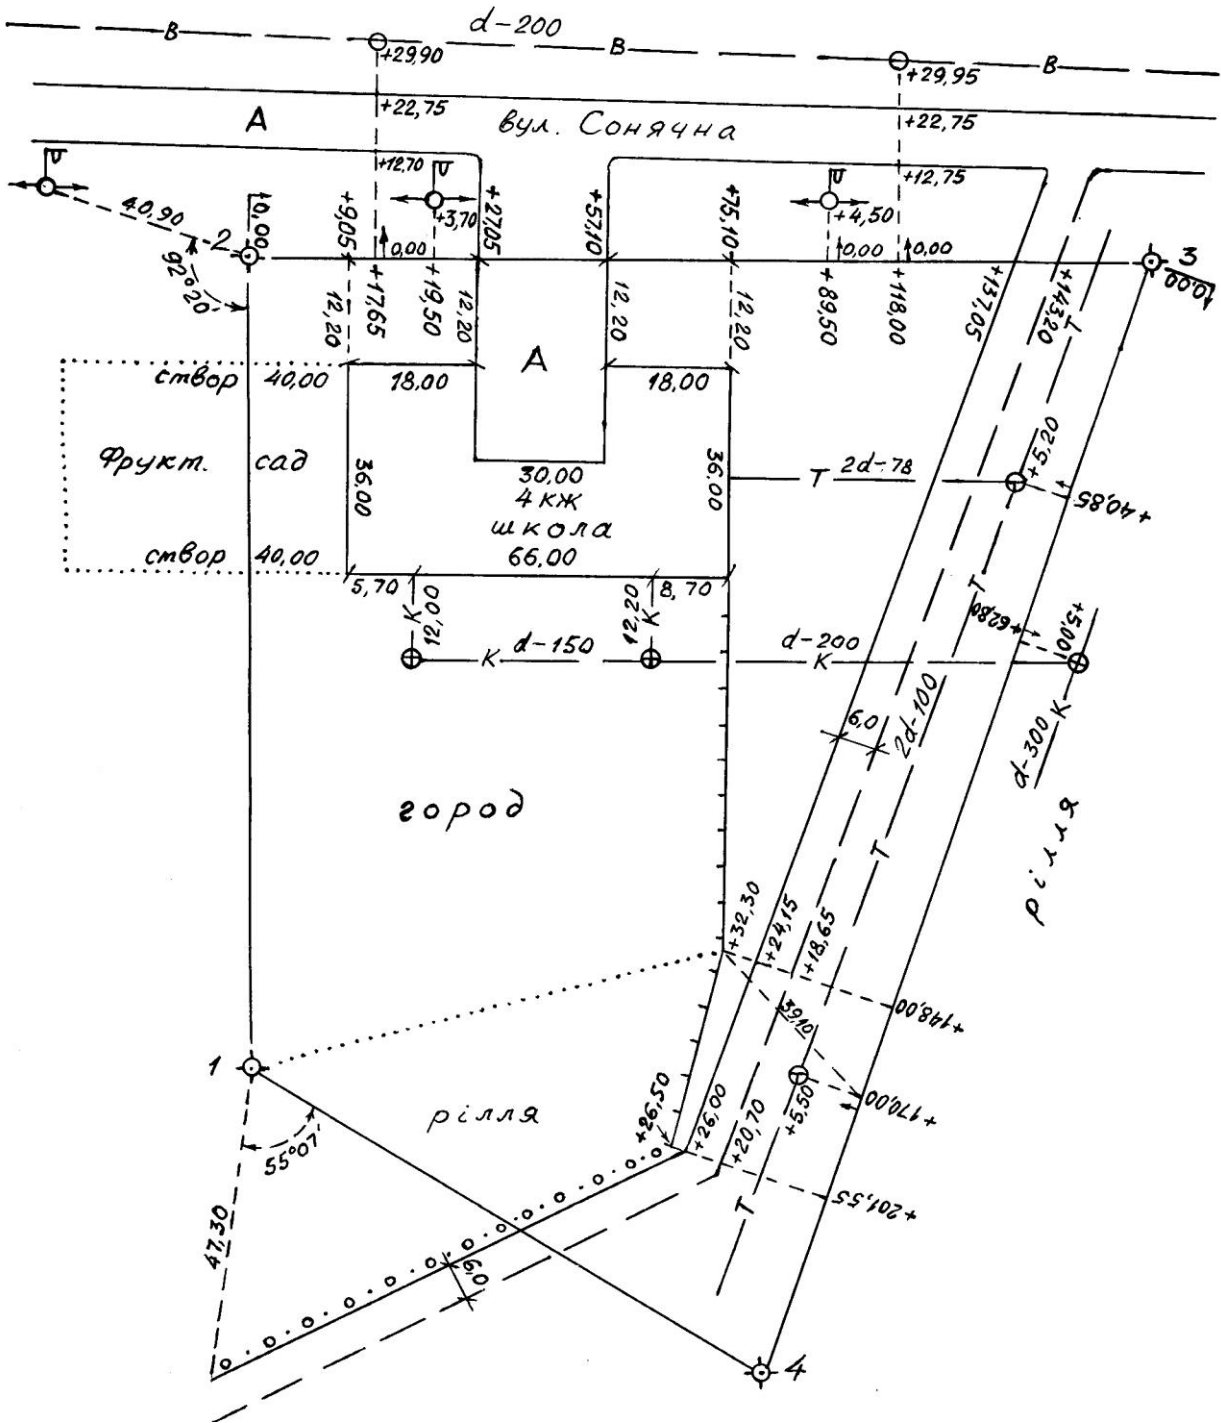 d-200
В
В
В
+29,90
+29,95
+22,75
+22,75
А
вул. Сонячна
+12,70
+12,75
40,90
+3,70
+4,50
2
+0,00
+9,05
0,00
+27,05
+57,10
+75,10
0,00
0,00
3
+0,00
92°20'
12,20
+17,65
+19,50
12,20
12,20
12,20
+89,50
+118,00
+137,05
+143,20
створ 40,00
18,00
А
18,00
Т
Фрукт. сад
36,00
36,00
+5,20
30,00
4 КЖ
школа
66,00
Т 2d-78
+40,85
створ 40,00
5,70
8,70
Т
К
12,00
12,20
К
+62,80
+5,00
К d-150
d-200
К
2d-100
6,0
d-300 К
город
Т
рілля
+32,30
+24,15
+18,65
39,10
+148,00
1
рілля
+26,50
+26,00
+20,70
+5,50
+170,00
55°07'
+201,55
Т
47,30
6,0
4